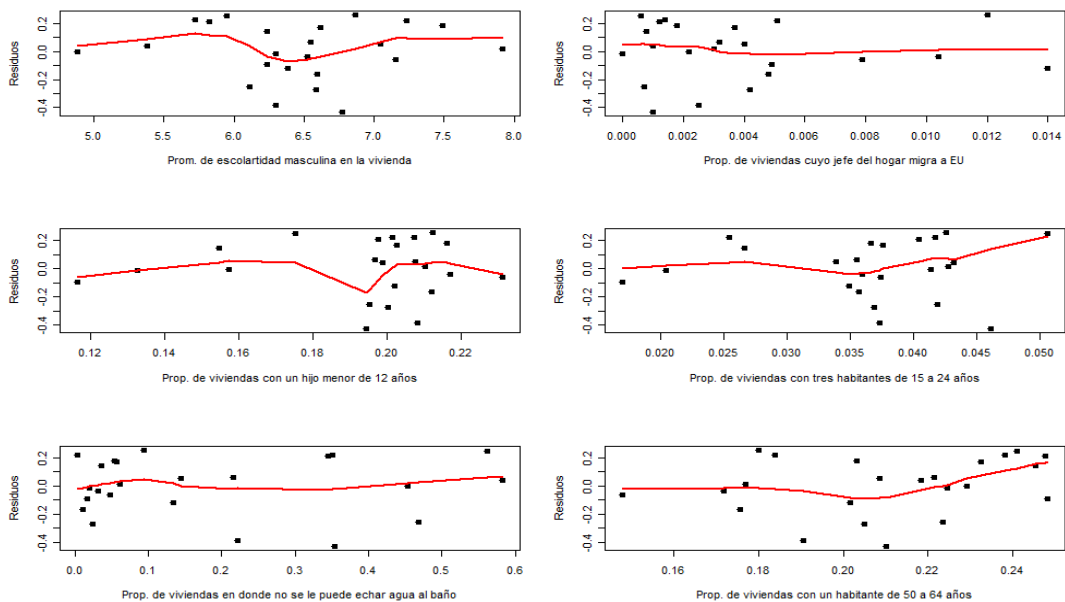 Residuos
-0.4 -0.2 0.0 0.2
5.0 5.5 6.0 6.5 7.0 7.5 8.0
Prom. de escolartidad masculina en la vivienda
Residuos
-0.4 -0.2 0.0 0.2
0.000 0.002 0.004 0.006 0.008 0.010 0.012 0.014
Prop. de viviendas cuyo jefe del hogar migra a EU
Residuos
-0.4 -0.2 0.0 0.2
0.12 0.14 0.16 0.18 0.20 0.22
Prop. de viviendas con un hijo menor de 12 años
Residuos
-0.4 -0.2 0.0 0.2
0.020 0.025 0.030 0.035 0.040 0.045 0.050
Prop. de viviendas con tres habitantes de 15 a 24 años
Residuos
-0.4 -0.2 0.0 0.2
0.0 0.1 0.2 0.3 0.4 0.5 0.6
Prop. de viviendas en donde no se le puede echar agua al baño
Residuos
-0.4 -0.2 0.0 0.2
0.16 0.18 0.20 0.22 0.24
Prop. de viviendas con un habitante de 50 a 64 años